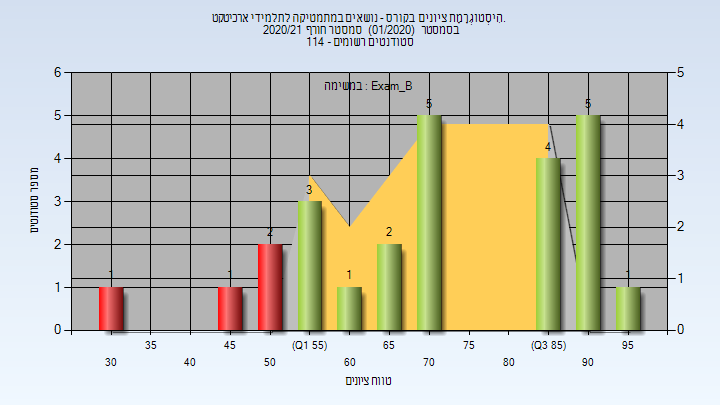 היסטוגרמת ציונים בקורס - נושאים במתמטיקה לתלמידי ארכיטקט.
בסמסטר (01/2020) סמסטר חורף 2020/21
סטודנטים רשומים - 114
במשימה : Exam_B
מספר סטודנטים
6 5 4 3 2 1 0
5 4 3 2 1 0
1 1 2 3 1 2 5 4 5 1
35 45 (Q1 55) 65 75 (Q3 85) 95
30 40 50 60 70 80 90
טווח ציונים